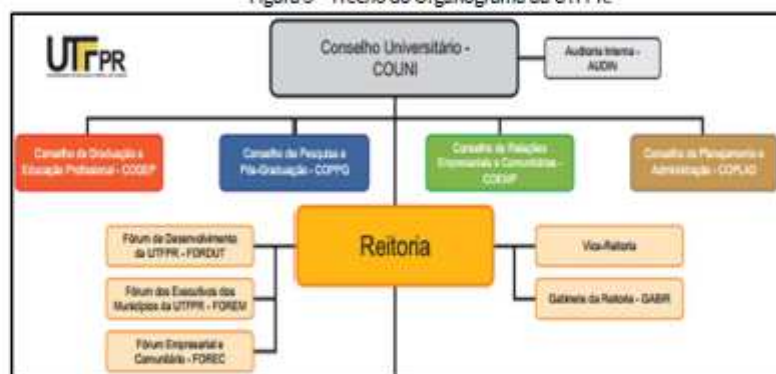 Figura 5 - Trecho do Organograma da UTFPR
UTFPR
Conselho Universitário -
COUNI
Auditoria Interna -
AUDIN
Conselho de Graduação e
Educação Profissional - COGEP
Conselho de Pesquisa e
Pós-Graduação - COPPG
Conselho de Relações
Empresariais e Comunitárias -
COEMP
Conselho de Planejamento e
Administração - COPLAD
Reitoria
Fórum de Desenvolvimento
da UTFPR - FORDUT
Fórum dos Executivos dos
Municípios da UTFPR - FOREM
Fórum Empresarial e
Comunitário - FOREC
Vice-Reitoria
Gabinete da Reitoria - GABIR